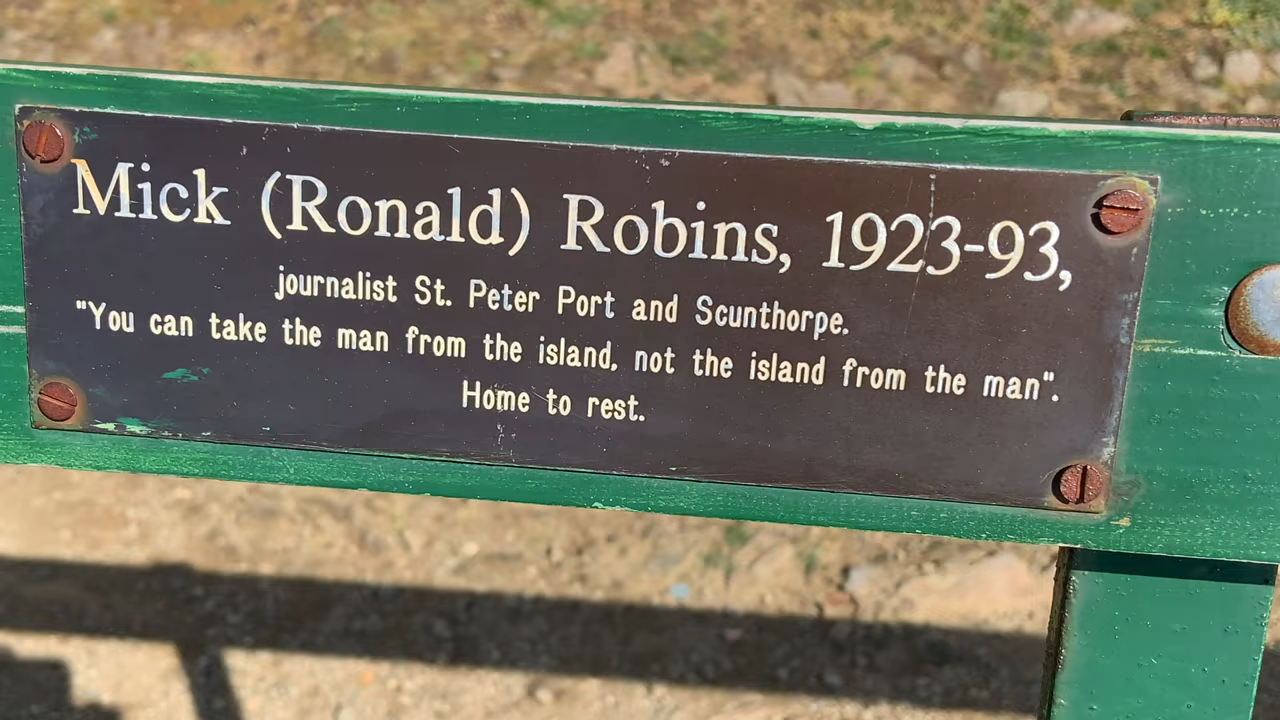 Mick (Ronald) Robins, 1923-93,
journalist St. Peter Port and Scunthorpe.
"You can take the man from the island, not the island from the man".
Home to rest.